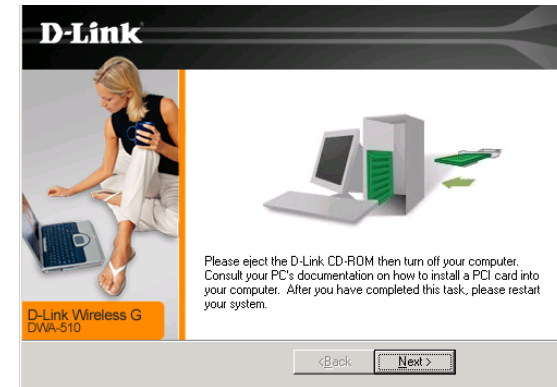 D-Link
Please eject the D-Link CD-ROM then turn off your computer.
Consult your PC's documentation on how to install a PCI card into
your computer.  After you have completed this task, please restart
your system.
D-Link Wireless G
DWA-510
<Back
Next >